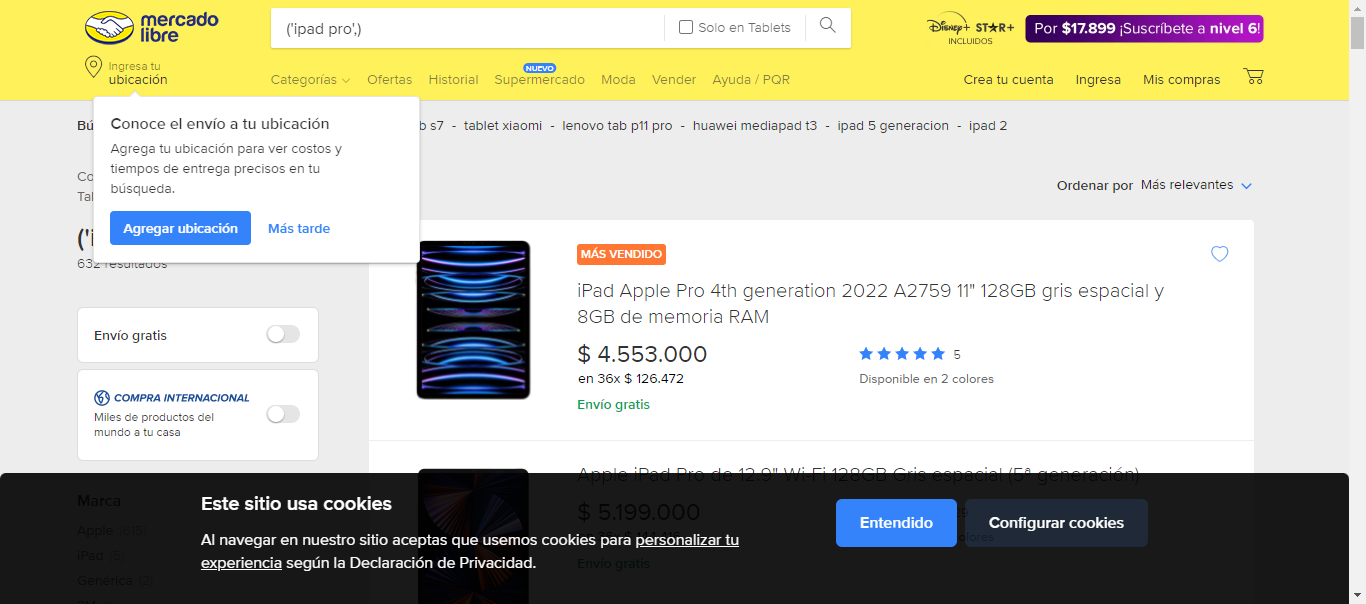 mercado
libre
('ipad pro',)
Solo en Tablets
Disney+ STAR+
INCLUIDOS
Por $17.899 ¡Suscríbete a nivel 6!
Ingresa tu
ubicación
NUEVO
Categorías Ofertas Historial Supermercado Moda Vender Ayuda / PQR
Crea tu cuenta Ingresa Mis compras
Bú
b s7 - tablet xiaomi - lenovo tab p11 pro - huawei mediapad t3 - ipad 5 generacion - ipad 2
Conoce el envío a tu ubicación
Agrega tu ubicación para ver costos y
tiempos de entrega precisos en tu
búsqueda.
Agregar ubicación Más tarde
Co
Tab
('i
632 resultados
Ordenar por Más relevantes
Envío gratis
COMPRA INTERNACIONAL
Miles de productos del
mundo a tu casa
MÁS VENDIDO
iPad Apple Pro 4th generation 2022 A2759 11" 128GB gris espacial y
8GB de memoria RAM
$ 4.553.000
en 36x $ 126.472
Envío gratis
5
Disponible en 2 colores
Apple iPad Pro de 12.9" Wi-Fi 128GB Gris espacial (5ª generación)
$ 5.199.000
Envío gratis
Marca
Apple (615)
iPad (5)
Genérica (2)
Este sitio usa cookies
Al navegar en nuestro sitio aceptas que usemos cookies para personalizar tu
experiencia según la Declaración de Privacidad.
Entendido Configurar cookies